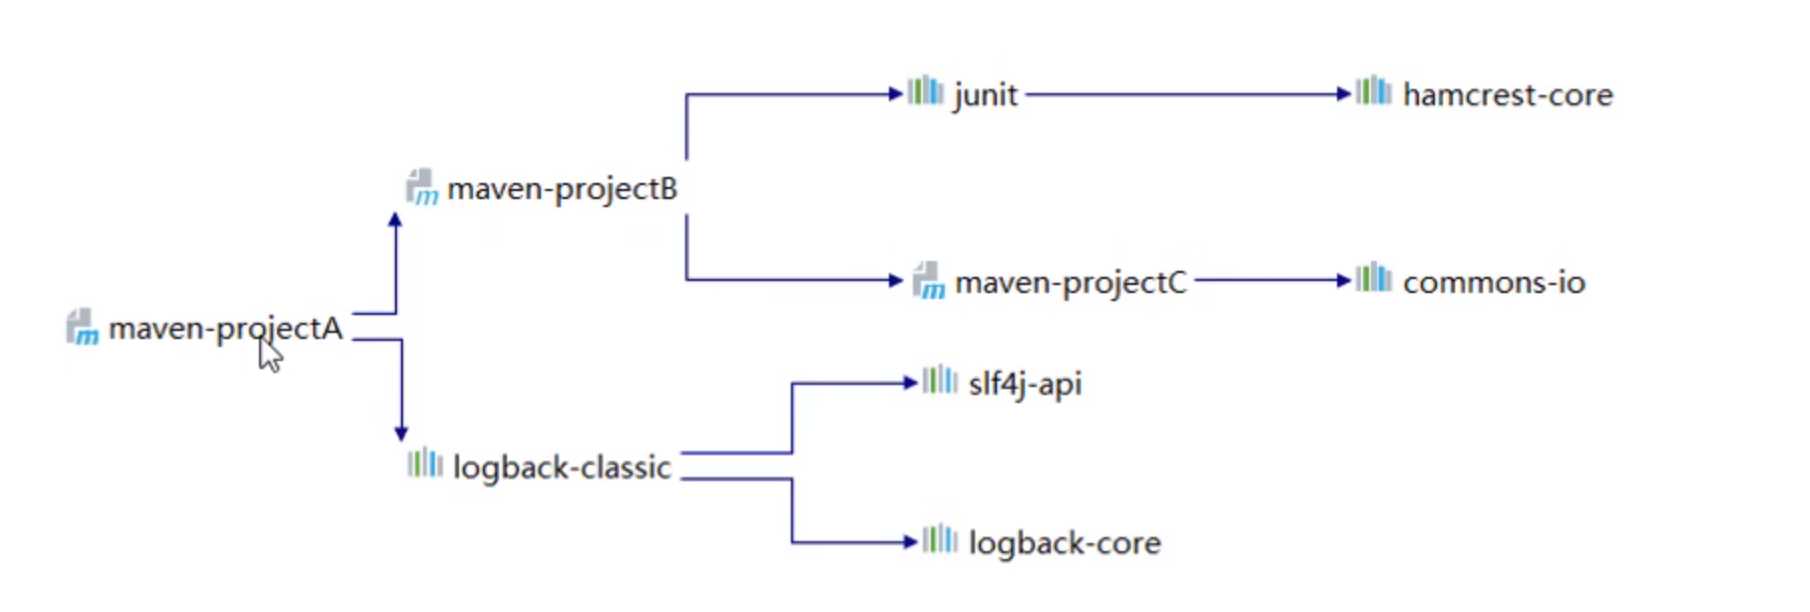 junit
hamcrest-core
maven-projectB
maven-projectC
commons-io
maven-projectA
slf4j-api
logback-classic
logback-core